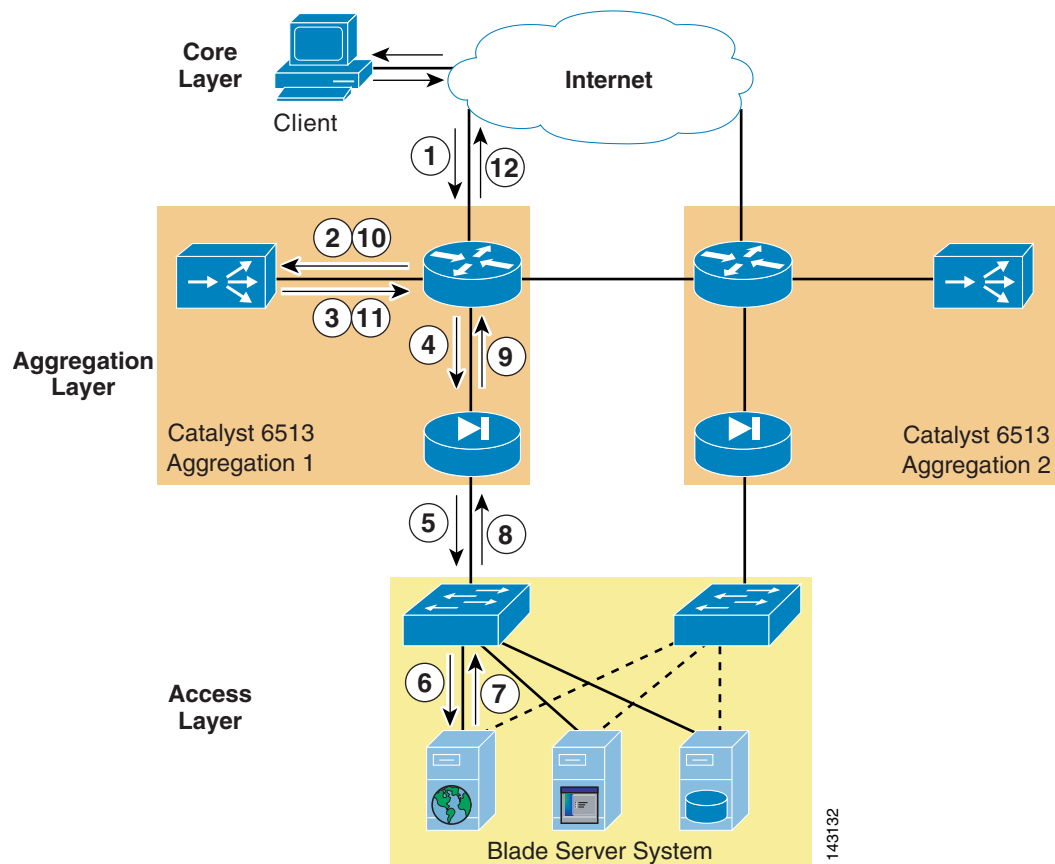 Core
Layer
Internet
Client
1
12
2
10
3
11
4
9
Aggregation
Layer
Catalyst 6513
Aggregation 1
Catalyst 6513
Aggregation 2
5
8
6
7
Access
Layer
Blade Server System
143132